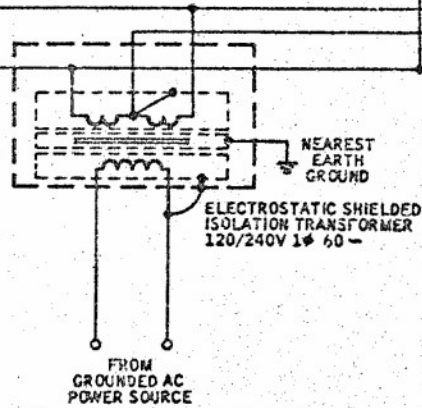 NEAREST
EARTH
GROUND
ELECTROSTATIC SHIELDED
ISOLATION TRANSFORMER
120/240V 1ϕ 60 ~
FROM
GROUNDED AC
POWER SOURCE